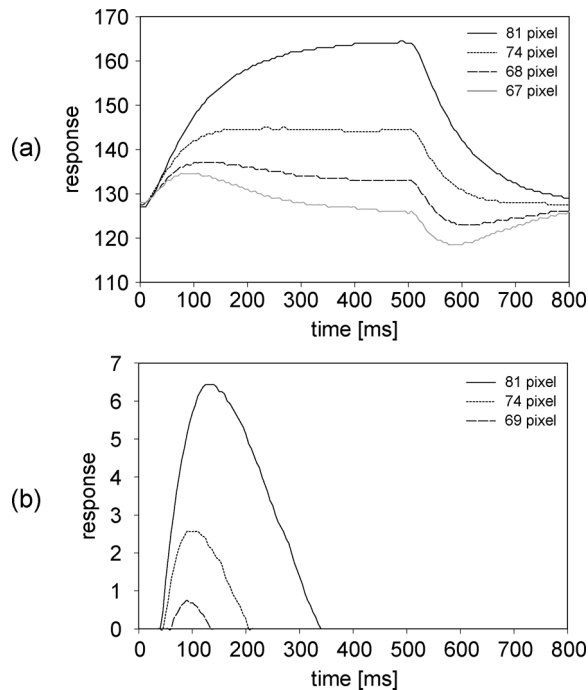 (a)
response
170
160
150
140
130
120
110
81 pixel
74 pixel
68 pixel
67 pixel
0 100 200 300 400 500 600 700 800
time [ms]
(b)
response
7
6
5
4
3
2
1
0
81 pixel
74 pixel
69 pixel
0 100 200 300 400 500 600 700 800
time [ms]